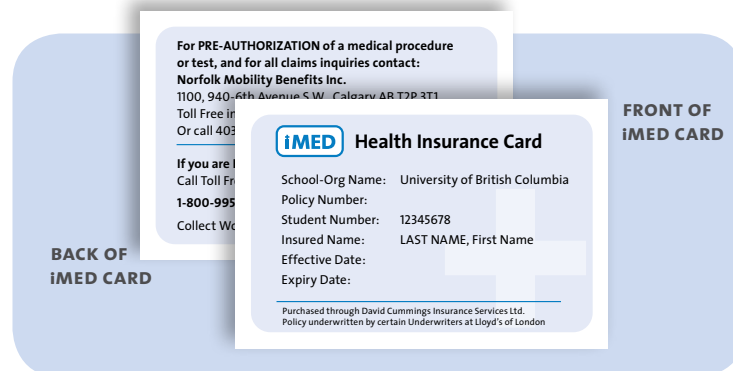 For PRE-AUTHORIZATION of a medical procedure
or test, and for all claims inquiries contact:
Norfolk Mobility Benefits Inc.
1100, 940-6th Avenue S.W., Calgary AB T2P 3T1
Toll Free in
Or call 403
If you are
Call Toll
1-800-995
Collect
BACK OF
iMED CARD
FRONT OF
iMED CARD
iMED Health Insurance Card
School-Org Name: University of British Columbia
Policy Number:
Student Number: 12345678
Insured Name: LAST NAME, First Name
Effective Date:
Expiry Date:
Purchased through David Cummings Insurance Services Ltd.
Policy underwritten by certain Underwriters at Lloyd's of London